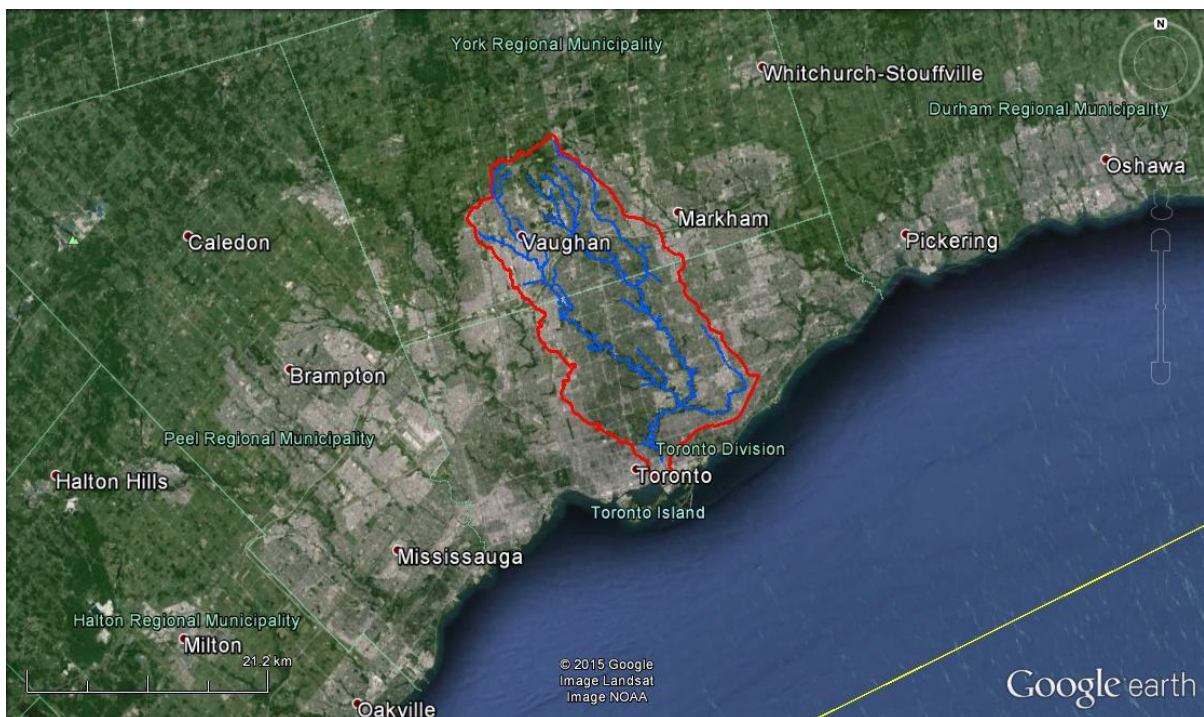 N
York Regional Municipality
Whitchurch-Stouffville
Durham Regional Municipality
Oshawa
Markham
Caledon
Vaughan
Pickering
Brampton
Peel Regional Municipality
Toronto Division
Halton Hills
Toronto
Toronto Island
Mississauga
Halton Regional Municipality
Milton
21.2 km
© 2015 Google
Image Landsat
Image NOAA
Google earth
Oakville